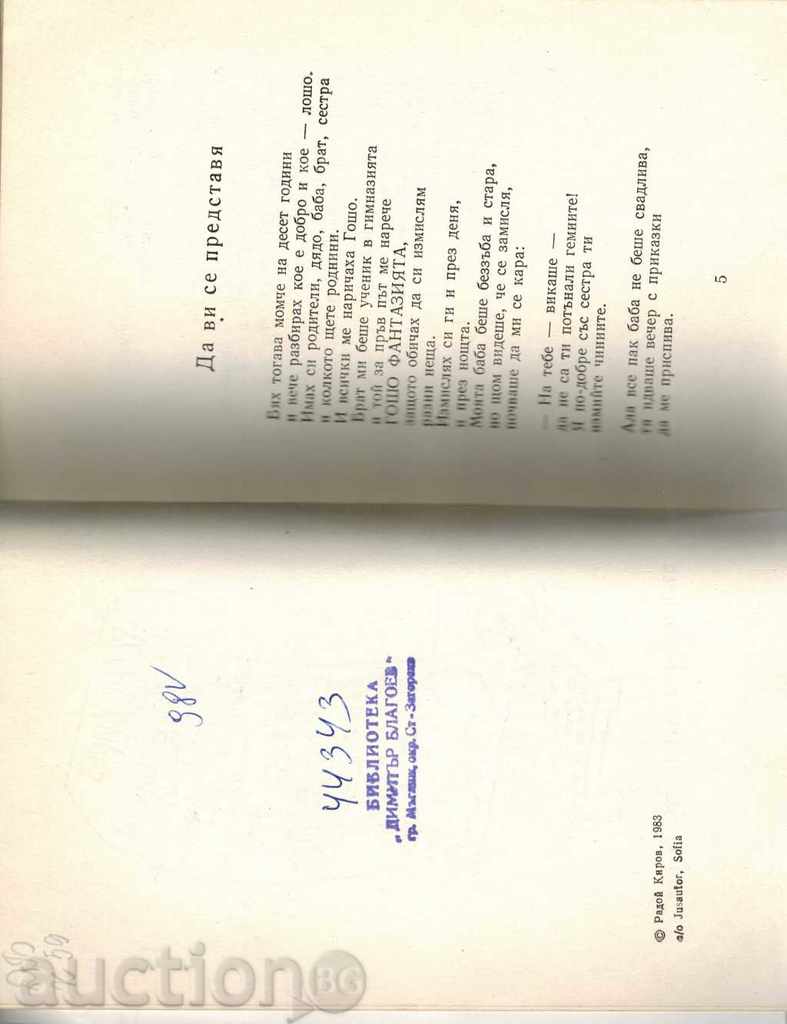 ддV
44343
БИБЛИОТЕКА
„ДИМИТЪР БЛАГОЕВ“
гр. Мъглиж, окр. Ст.-Загорски
© Радой Киров, 1983
c/o Jusautor, Sofia
Да ви се представя
Бях тогава момче на десет години
и вече разбирах кое е добро и кое — лошо.
Имах си родители, дядо, баба, брат, сестра
и колкото щете роднини.
И всички ме наричаха Гошо.
Брат ми беше ученик в гимназията
и той за пръв път ме нарече
ГОШО ФАНТАЗИЯТА,
защото обичах да си измислям
разни неща.
Измислях си ги и през деня,
и през нощта.
Моята баба беше беззъба и стара,
но щом видеше, че се замисля,
почваше да ми се кара:
— На тебе — викаше —
да не са ти потънали гемиите!
Я по-добре със сестра ти
измийте чиниите.
Ала все пак баба не беше свадлива,
тя идваше вечер с приказки
да ме приспива.
5
auction BG